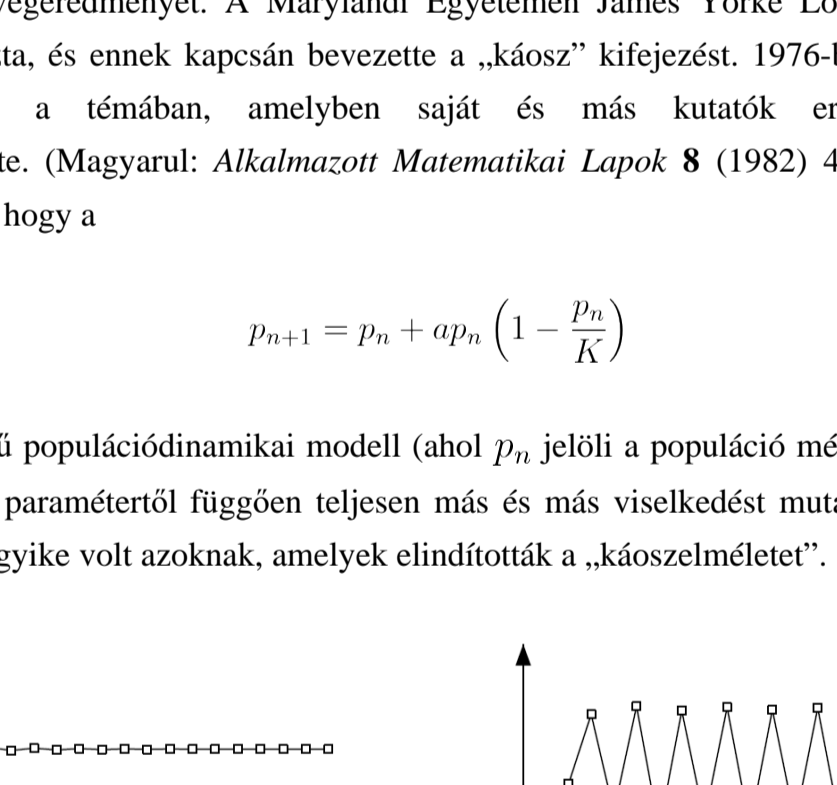 végeredményét. A Marylandi Egyetemen James Yorke
ta, és ennek kapcsán bevezette a „káosz” kifejezést. 1976-
a témában, amelyben saját és más kutatók er
te. (Magyarul: Alkalmazott Matematikai Lapok 8 (1982) 4
hogy a
p_{n+1} = p_n + ap_n (1 − p_n/K)
ű populációdinamikai modell (ahol p_n jelöli a populáció mé
paramétertől függően teljesen más és más viselkedést mut
gyike volt azoknak, amelyek elindították a „káoszelméletet”.